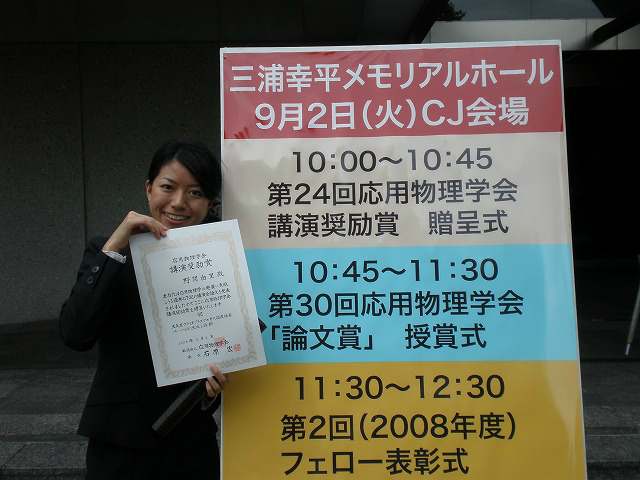 三浦幸平メモリアルホール
9月2日(火)CJ会場
10:00～10:45
第24回応用物理学会
講演奨励賞 贈呈式
10:45～11:30
第30回応用物理学会
「論文賞」 授賞式
11:30～12:30
第2回(2008年度)
フェロー表彰式
応用物理学会
講演奨励賞